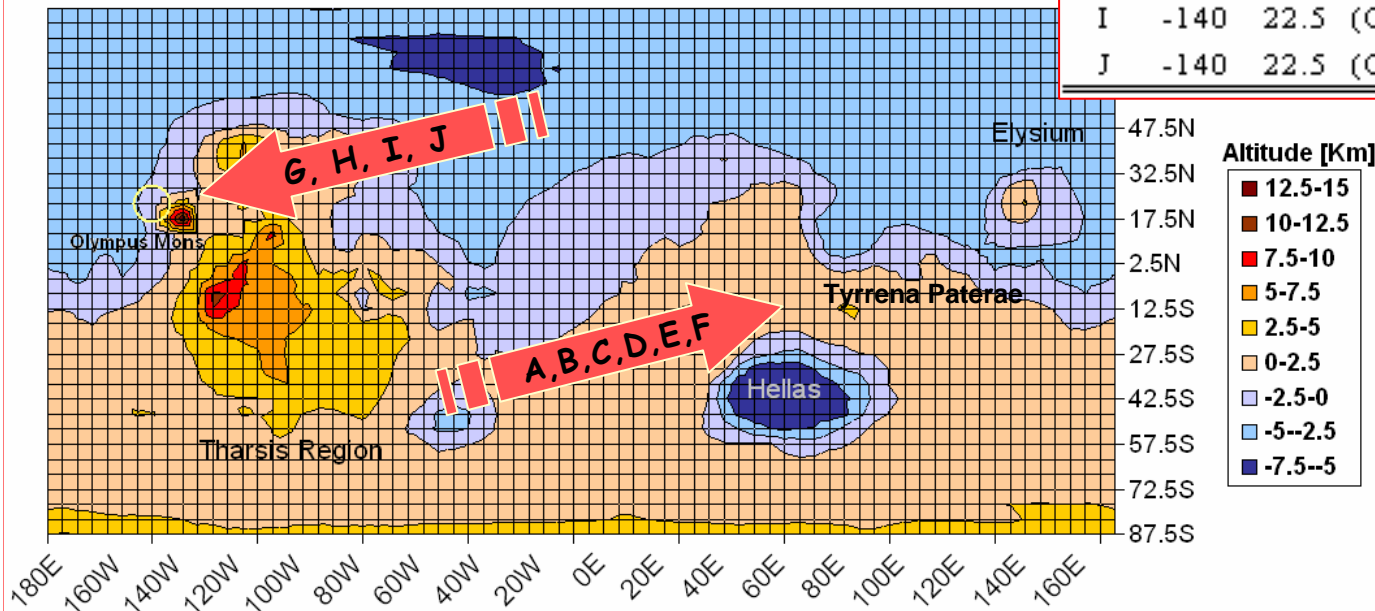 I -140 22.5 (
J -140 22.5 (
47.5N
Elysium
Altitude [Km]
32.5N
12.5-15
G, H, I, J
17.5N
10-12.5
Olympus Mons
7.5-10
2.5N
5-7.5
Tyrrena Paterae
12.5S
2.5-5
A,B,C,D,E,F
27.5S
0-2.5
Hellas
42.5S
-2.5-0
Tharsis Region
57.5S
-5--2.5
-7.5--5
72.5S
87.5S
180E 160W 140W 120W 100W 80W 60W 40W 20W 0E 20E 40E 60E 80E 100E 120E 140E 160E